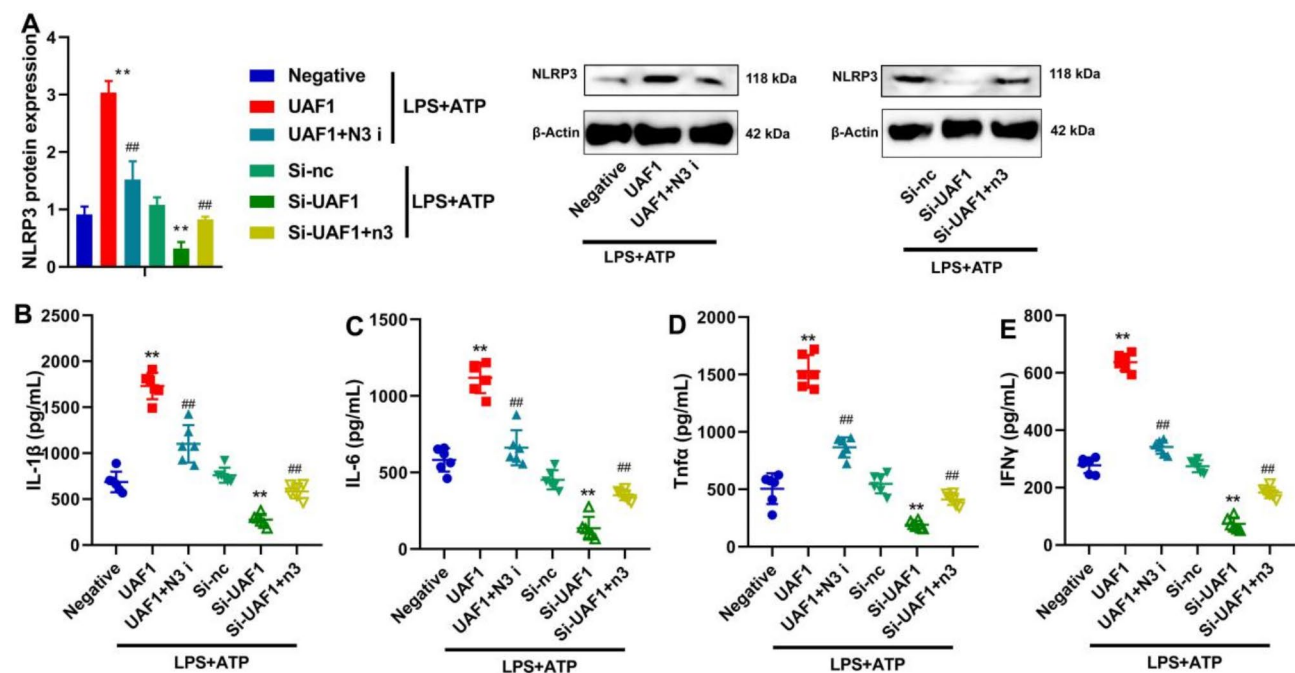 A
NLRP3 protein expression
4
3
2
1
0
**
##
**
##
Negative
UAF1
UAF1+N3 i
LPS+ATP
Si-nc
Si-UAF1
Si-UAF1+n3
LPS+ATP
NLRP3
118 kDa
β-Actin
42 kDa
Negative
UAF1
UAF1+N3 i
LPS+ATP
NLRP3
118 kDa
β-Actin
42 kDa
Si-nc
Si-UAF1
Si-UAF1+n3
LPS+ATP
B
IL-1β (pg/mL)
2500
2000
1500
1000
500
0
**
##
**
##
Negative
UAF1
UAF1+N3 i
Si-nc
Si-UAF1
Si-UAF1+n3
LPS+ATP
C
IL-6 (pg/mL)
1500
1000
500
0
**
##
**
##
Negative
UAF1
UAF1+N3 i
Si-nc
Si-UAF1
Si-UAF1+n3
LPS+ATP
D
Tnfα (pg/mL)
2000
1500
1000
500
0
**
##
**
##
Negative
UAF1
UAF1+N3 i
Si-nc
Si-UAF1
Si-UAF1+n3
LPS+ATP
E
IFNγ (pg/mL)
800
600
400
200
0
**
##
**
##
Negative
UAF1
UAF1+N3 i
Si-nc
Si-UAF1
Si-UAF1+n3
LPS+ATP